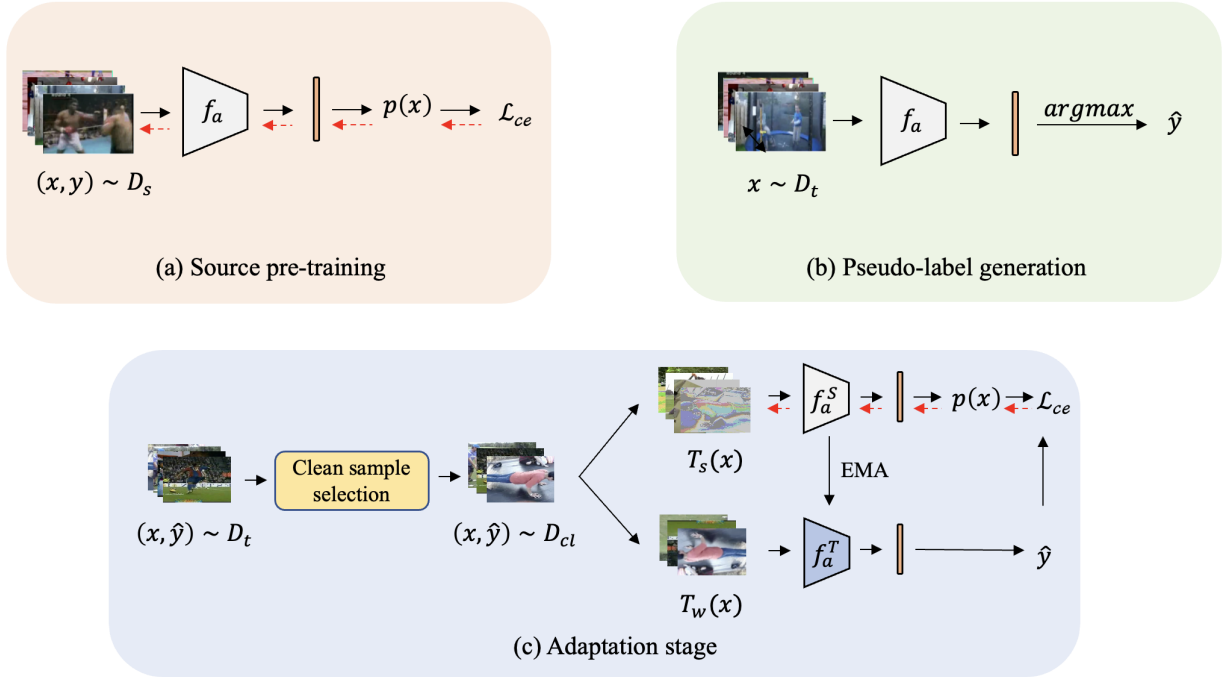 f_a
p(x)
ℒ_ce
(x, y) ~ D_s
(a) Source pre-training
f_a
argmax
ŷ
x ~ D_t
(b) Pseudo-label generation
f_a^S
p(x)
ℒ_ce
T_s(x)
EMA
Clean sample
selection
(x, ŷ) ~ D_t
(x, ŷ) ~ D_cl
f_a^T
ŷ
T_w(x)
(c) Adaptation stage